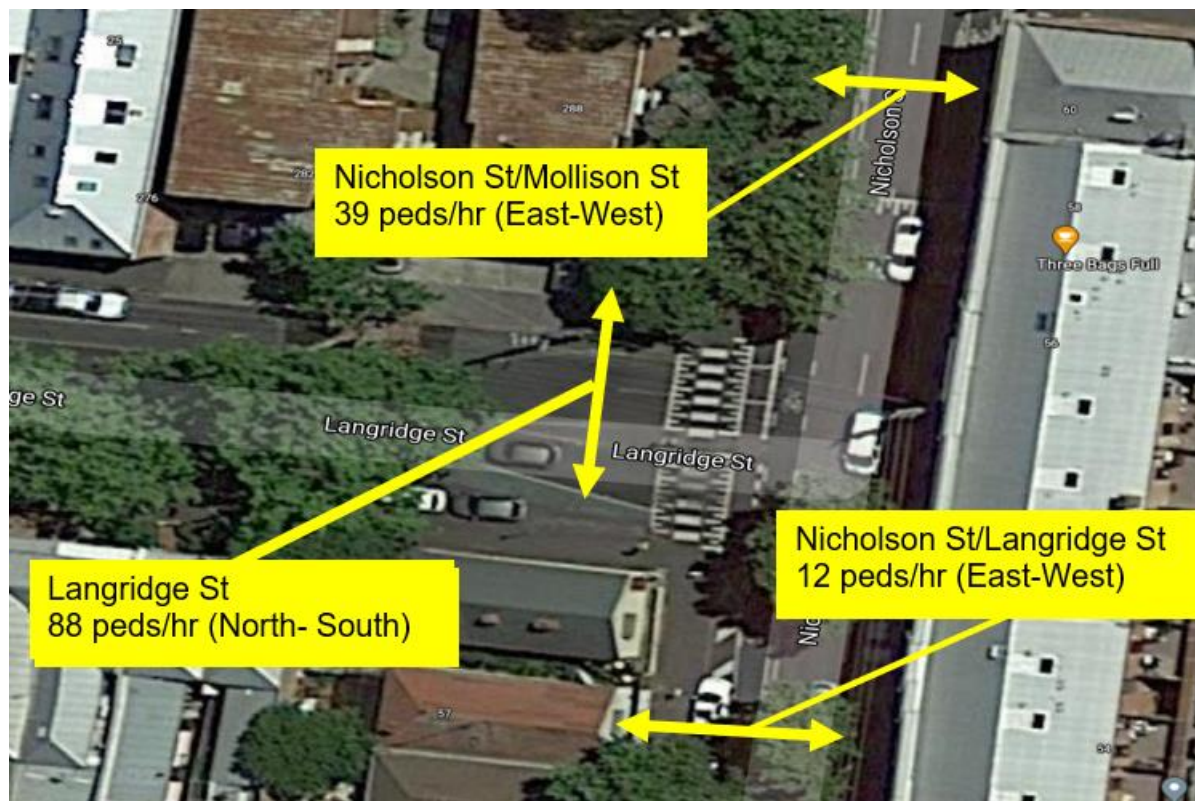 25
288
60
Nicholson S
282
Nicholson St/Mollison St
39 peds/hr (East-West)
276
58
Three Bags Full
56
ge St
Langridge St
Langridge St
Nicholson St/Langridge St
12 peds/hr (East-West)
Langridge St
88 peds/hr (North- South)
Nic
57
54